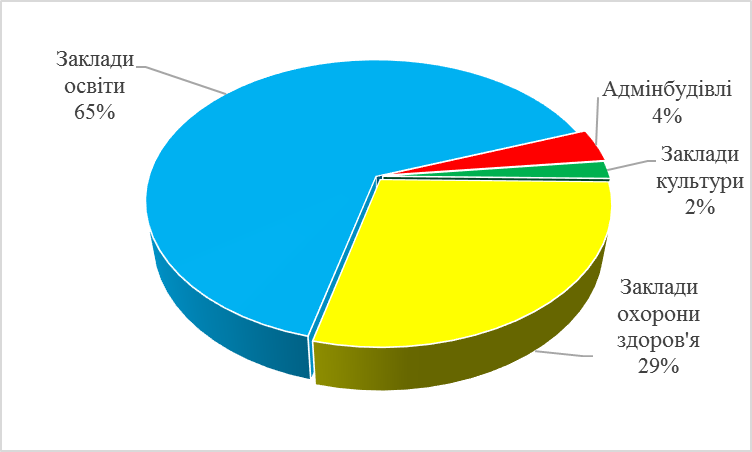 Заклади
освіти
65%
Адмінбудівлі
4%
Заклади
культури
2%
Заклади
охорони
здоров'я
29%